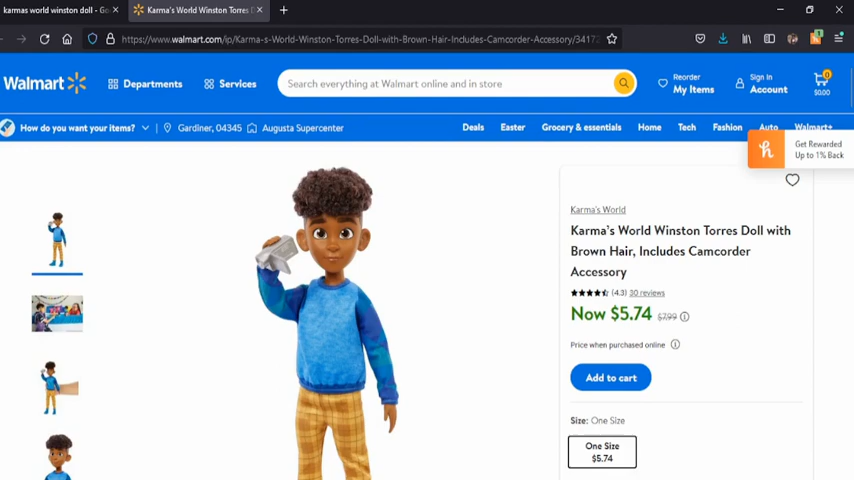 karmas world winston doll - Go
Karma's World Winston Torres D
https://www.walmart.com/ip/Karma-s-World-Winston-Torres-Doll-with-Brown-Hair-Includes-Camcorder-Accessory/34172
Walmart
Departments
Services
Search everything at Walmart online and in store
Reorder
My Items
Sign In
Account
0
$0.00
How do you want your items?
Gardiner, 04345
Augusta Supercenter
Deals
Easter
Grocery & essentials
Home
Tech
Fashion
Auto
Walmart+
h
Get Rewarded
Up to 1% Back
Karma's World
Karma's World Winston Torres Doll with
Brown Hair, Includes Camcorder
Accessory
(4.3) 30 reviews
Now $5.74 $7.99
Price when purchased online
Add to cart
Size: One Size
One Size
$5.74